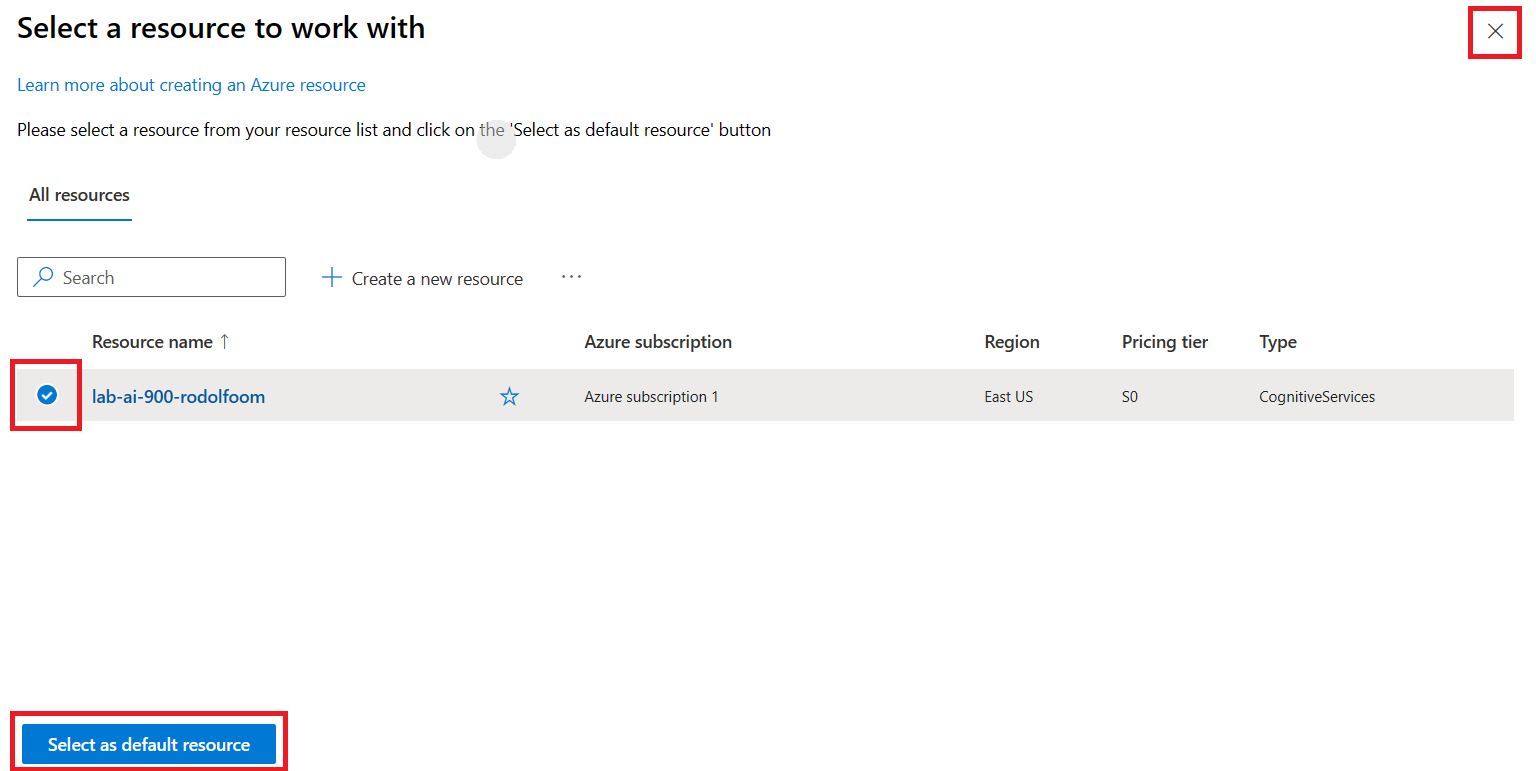 Select a resource to work with
Learn more about creating an Azure resource
Please select a resource from your resource list and click on the 'Select as default resource' button
All resources
Search Create a new resource ···
Resource name ↑ Azure subscription Region Pricing tier Type
lab-ai-900-rodolfoom Azure subscription 1 East US S0 CognitiveServices
Select as default resource